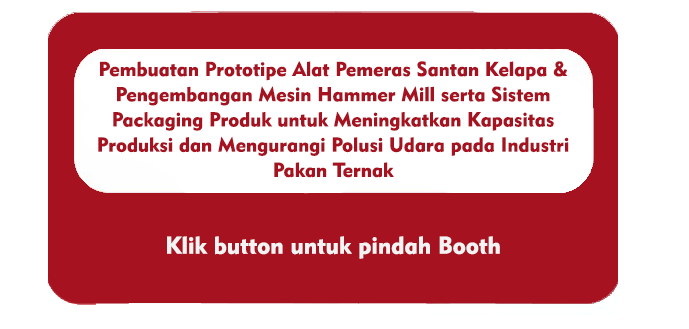 Pembuatan Prototipe Alat Pemeras Santan Kelapa &
Pengembangan Mesin Hammer Mill serta Sistem
Packaging Produk untuk Meningkatkan Kapasitas
Produksi dan Mengurangi Polusi Udara pada Industri
Pakan Ternak
Klik button untuk pindah Booth